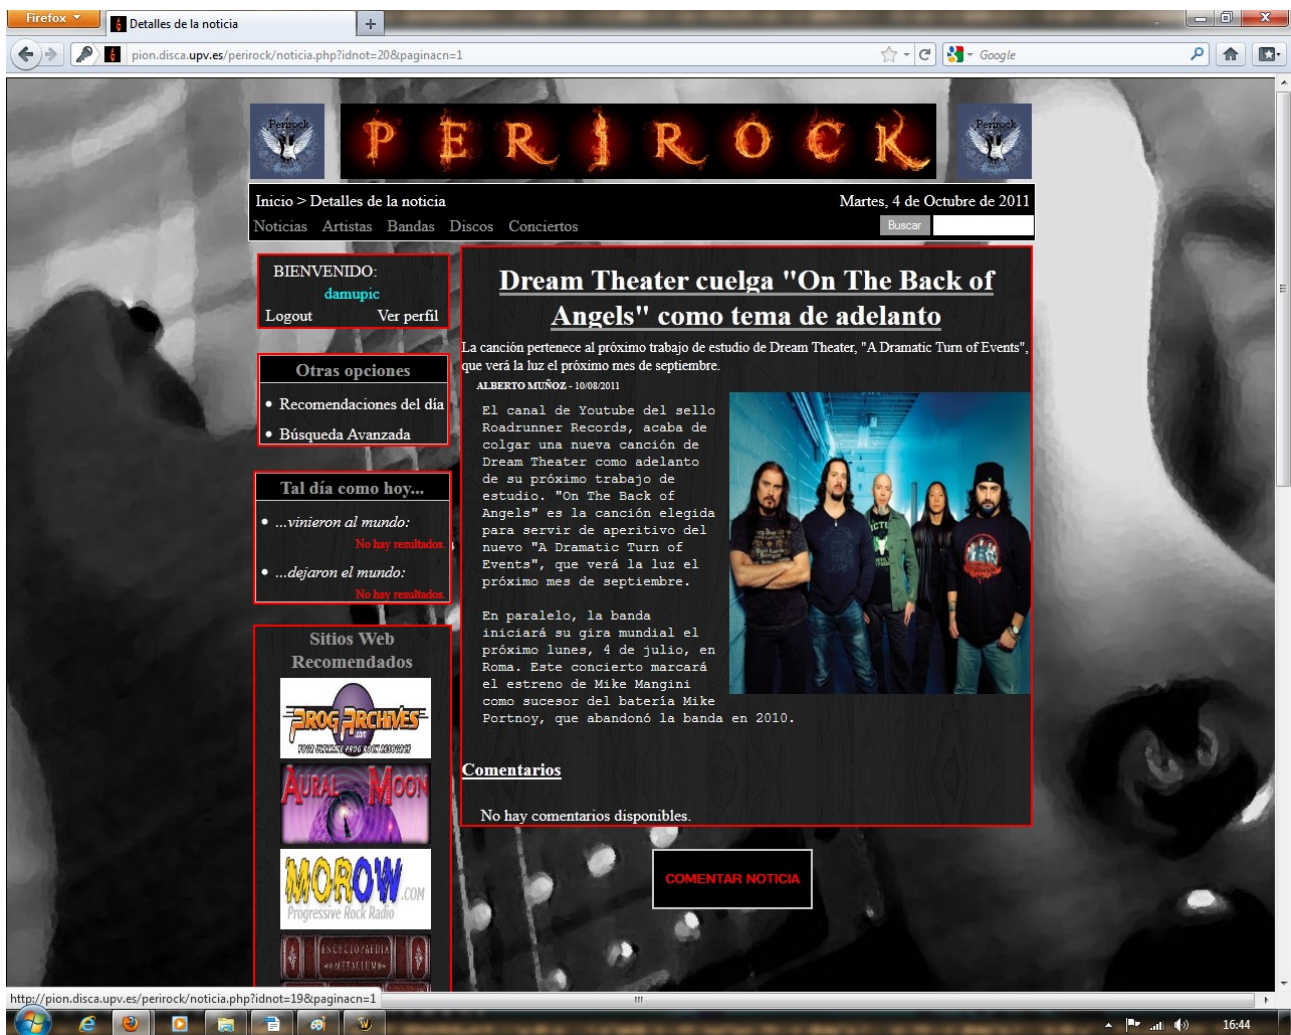 Firefox
Detalles de la noticia
pion.disca.upv.es/perirock/noticia.php?idnot=20&paginacn=1
Google
Perirock
PERIROCK
Perirock
Inicio > Detalles de la noticia
Martes, 4 de Octubre de 2011
Noticias Artistas Bandas Discos Conciertos
Buscar
BIENVENIDO:
damupic
Logout Ver perfil
Otras opciones
Recomendaciones del día
Búsqueda Avanzada
Tal día como hoy...
...vinieron al mundo:
No hay resultados.
...dejaron el mundo:
No hay resultados.
Sitios Web
Recomendados
PROG ARCHIVES
.com
YOUR ULTIMATE PROG ROCK RESOURCE
AURAL MOON
MOROW.COM
Progressive Rock Radio
ENCYCLOPAEDIA
METALLUM
Dream Theater cuelga "On The Back of
Angels" como tema de adelanto
La canción pertenece al próximo trabajo de estudio de Dream Theater, "A Dramatic Turn of Events",
que verá la luz el próximo mes de septiembre.
ALBERTO MUÑOZ - 10/08/2011
El canal de Youtube del sello
Roadrunner Records, acaba de
colgar una nueva canción de
Dream Theater como adelanto
de su próximo trabajo de
estudio. "On The Back of
Angels" es la canción elegida
para servir de aperitivo del
nuevo "A Dramatic Turn of
Events", que verá la luz el
próximo mes de septiembre.
En paralelo, la banda
iniciará su gira mundial el
próximo lunes, 4 de julio, en
Roma. Este concierto marcará
el estreno de Mike Mangini
como sucesor del batería Mike
Portnoy, que abandonó la banda en 2010.
Comentarios
No hay comentarios disponibles.
COMENTAR NOTICIA
http://pion.disca.upv.es/perirock/noticia.php?idnot=19&paginacn=1
16:44